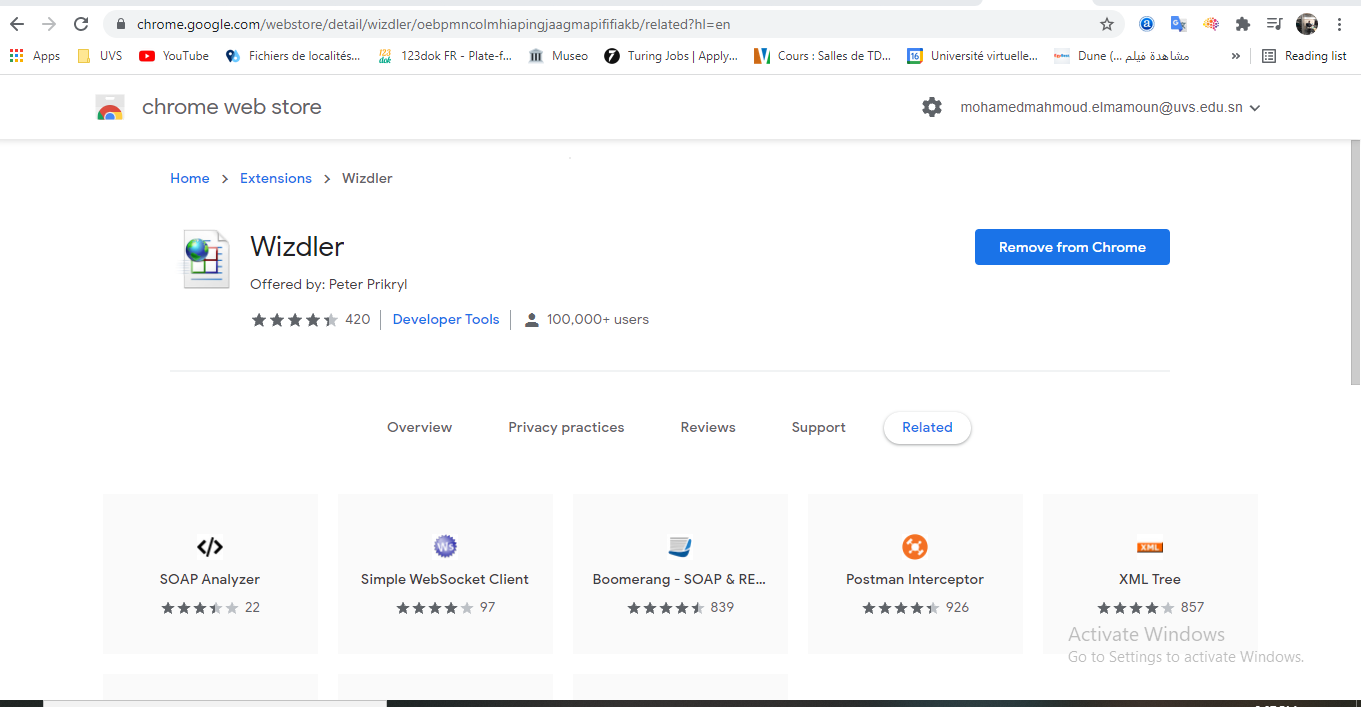 chrome.google.com/webstore/detail/wizdler/oebpmncolmhiapingjaagmapififiakb/related?hl=en
Apps UVS YouTube Fichiers de localités... 123dok FR - Plate-f... Museo Turing Jobs | Apply... Cours : Salles de TD... Université virtuelle... Dune (... مشاهدة فيلم » Reading list
chrome web store
mohamedmahmoud.elmamoun@uvs.edu.sn
Home > Extensions > Wizdler
Wizdler
Remove from Chrome
Offered by: Peter Prikryl
420 | Developer Tools | 100,000+ users
Overview Privacy practices Reviews Support Related
SOAP Analyzer Simple WebSocket Client Boomerang - SOAP & RE... Postman Interceptor XML Tree
22 97 839 926 857
Activate Windows
Go to Settings to activate Windows.